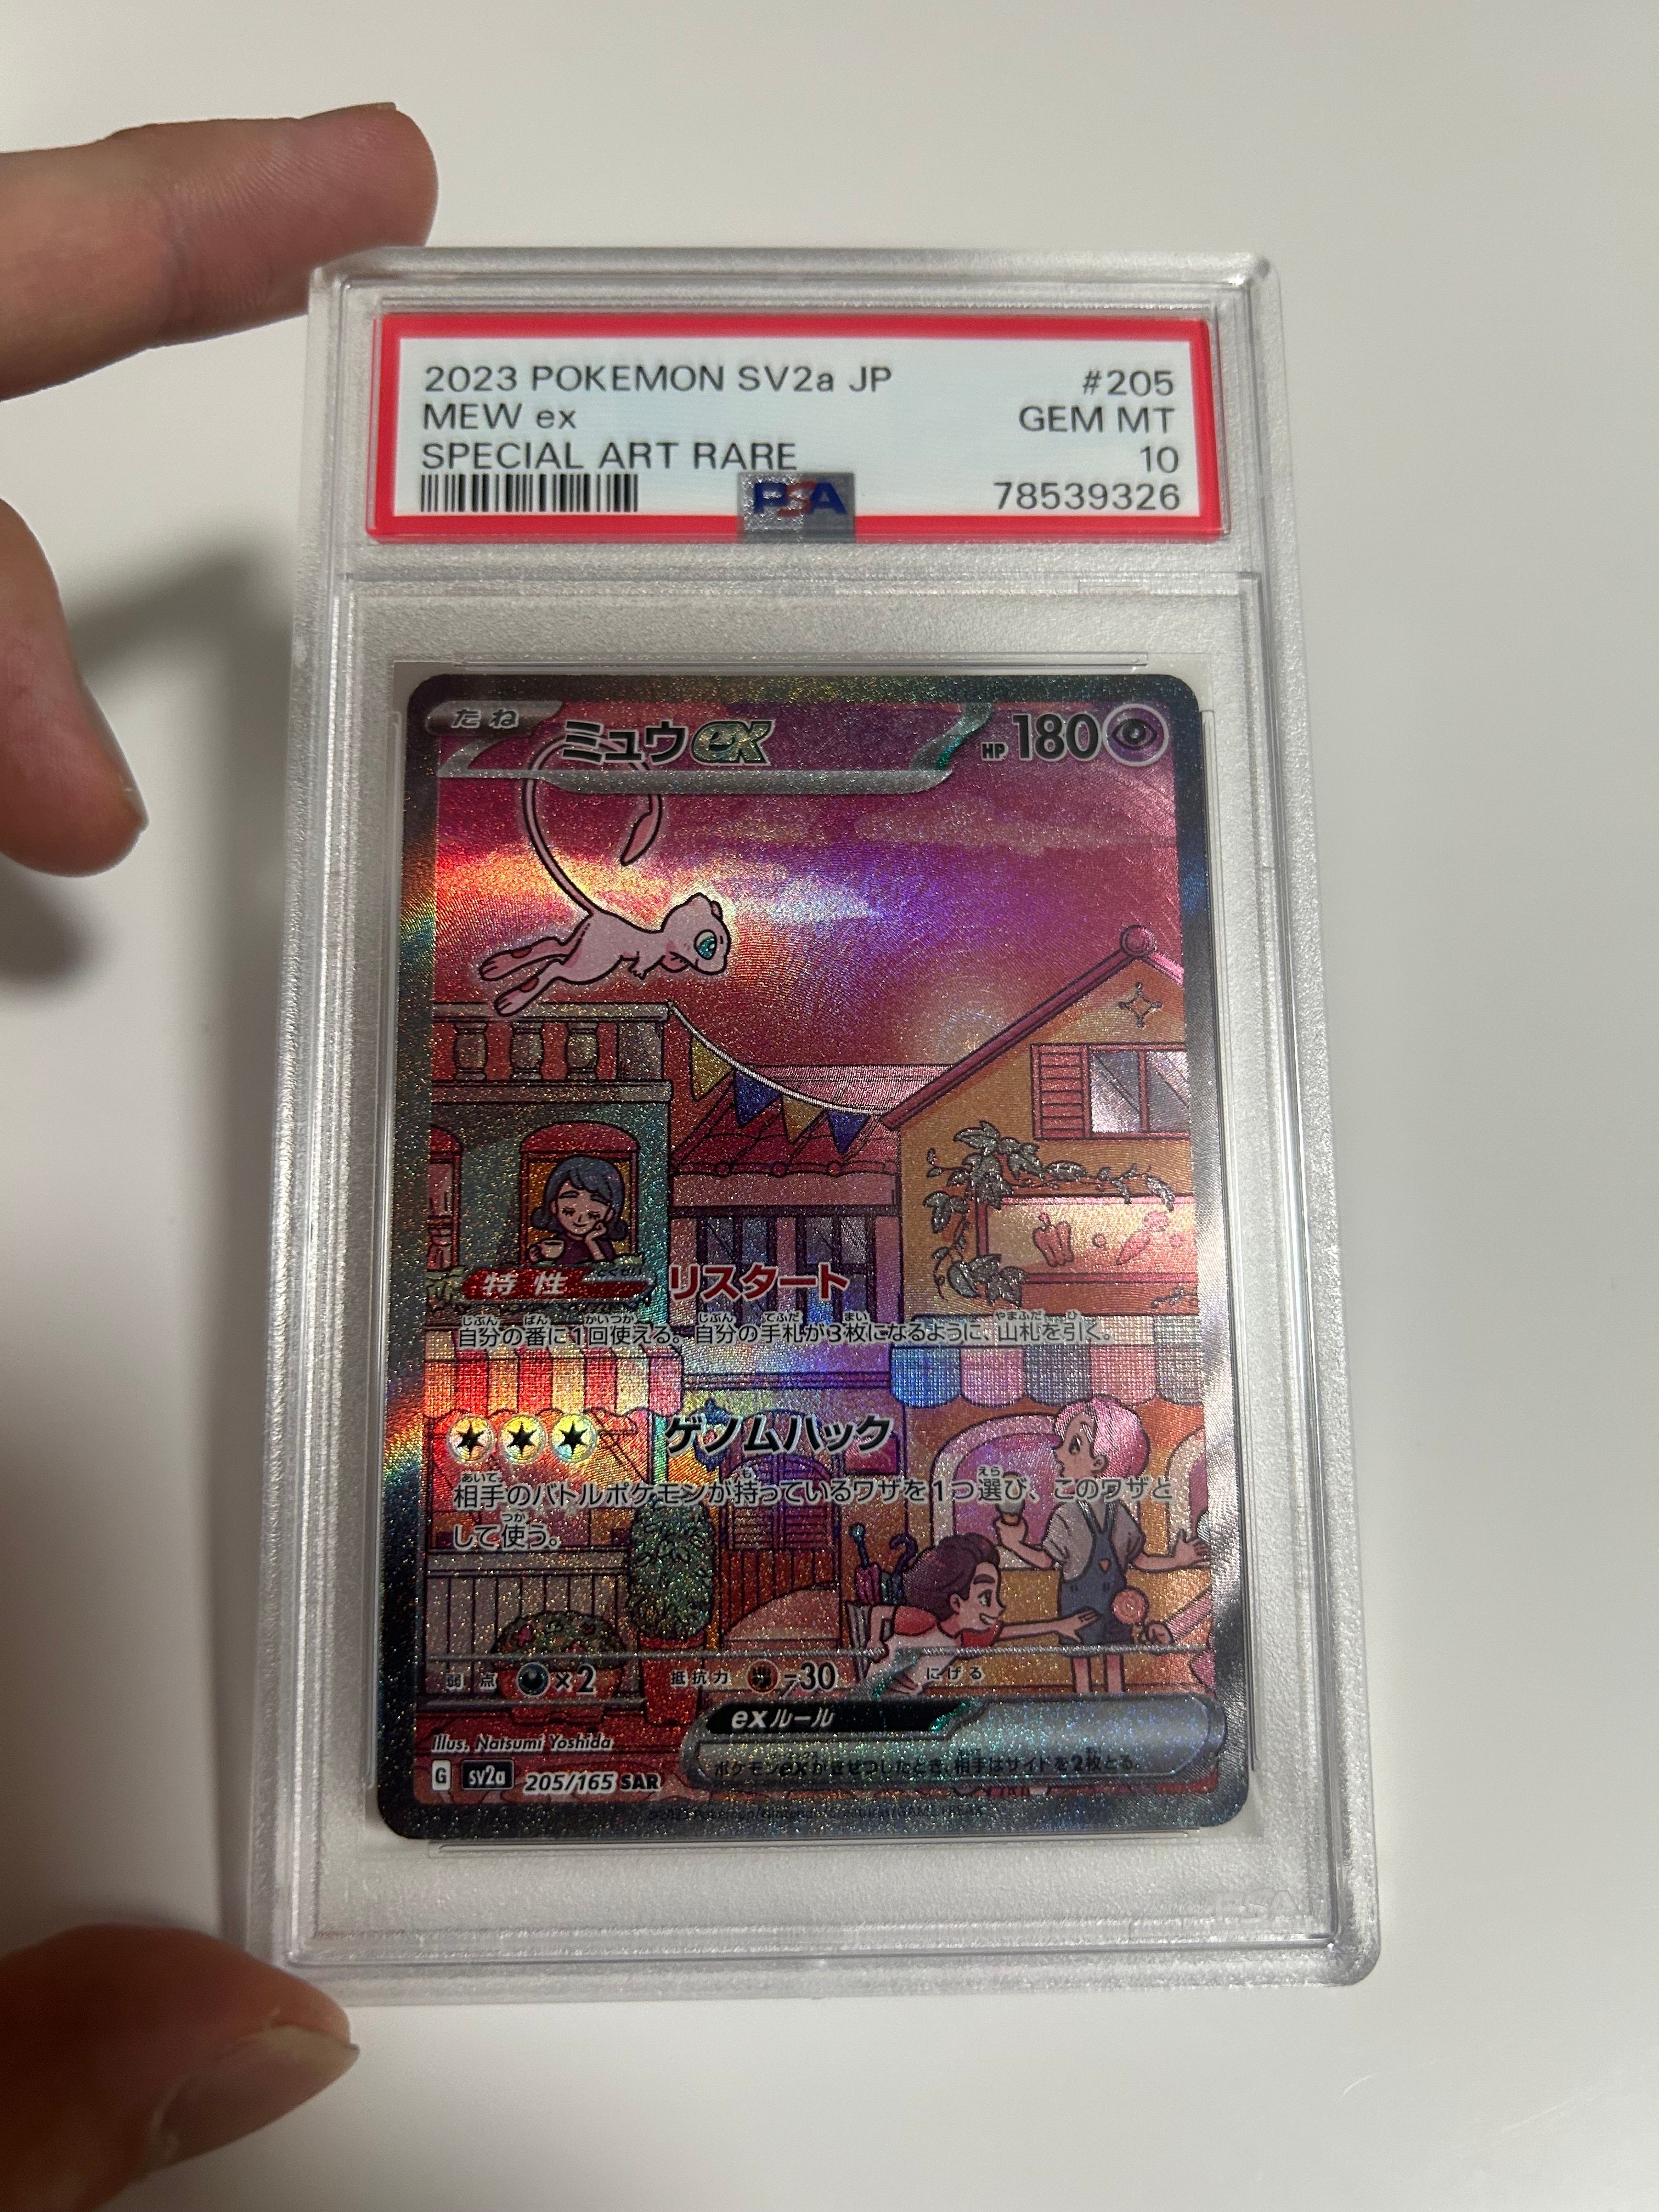 2023 POKEMON SV2a JP #205
MEW ex GEM MT
SPECIAL ART RARE 10
PSA 78539326
たね ミュウex HP 180
特性 リスタート
自分の番に1回使える。自分の手札が3枚になるように、山札を引く。
ゲノムハック
相手のバトルポケモンが持っているワザを1つ選び、このワザと
して使う。
弱点 ×2 抵抗力 -30 にげる
exルール
ポケモンexがきぜつしたとき、相手はサイドを2枚とる。
Illus. Natsumi Yoshida
G sv2a 205/165 SAR
PSA